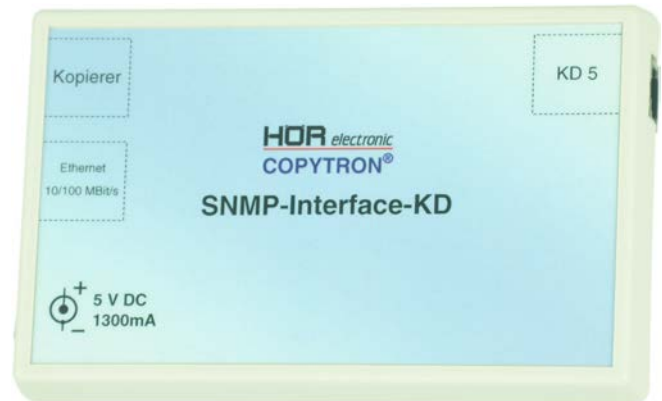 Kopierer
KD 5
Ethernet
10/100 MBit/s
HÖR electronic
COPYTRON®
SNMP-Interface-KD
+
5 V DC
1300mA
−